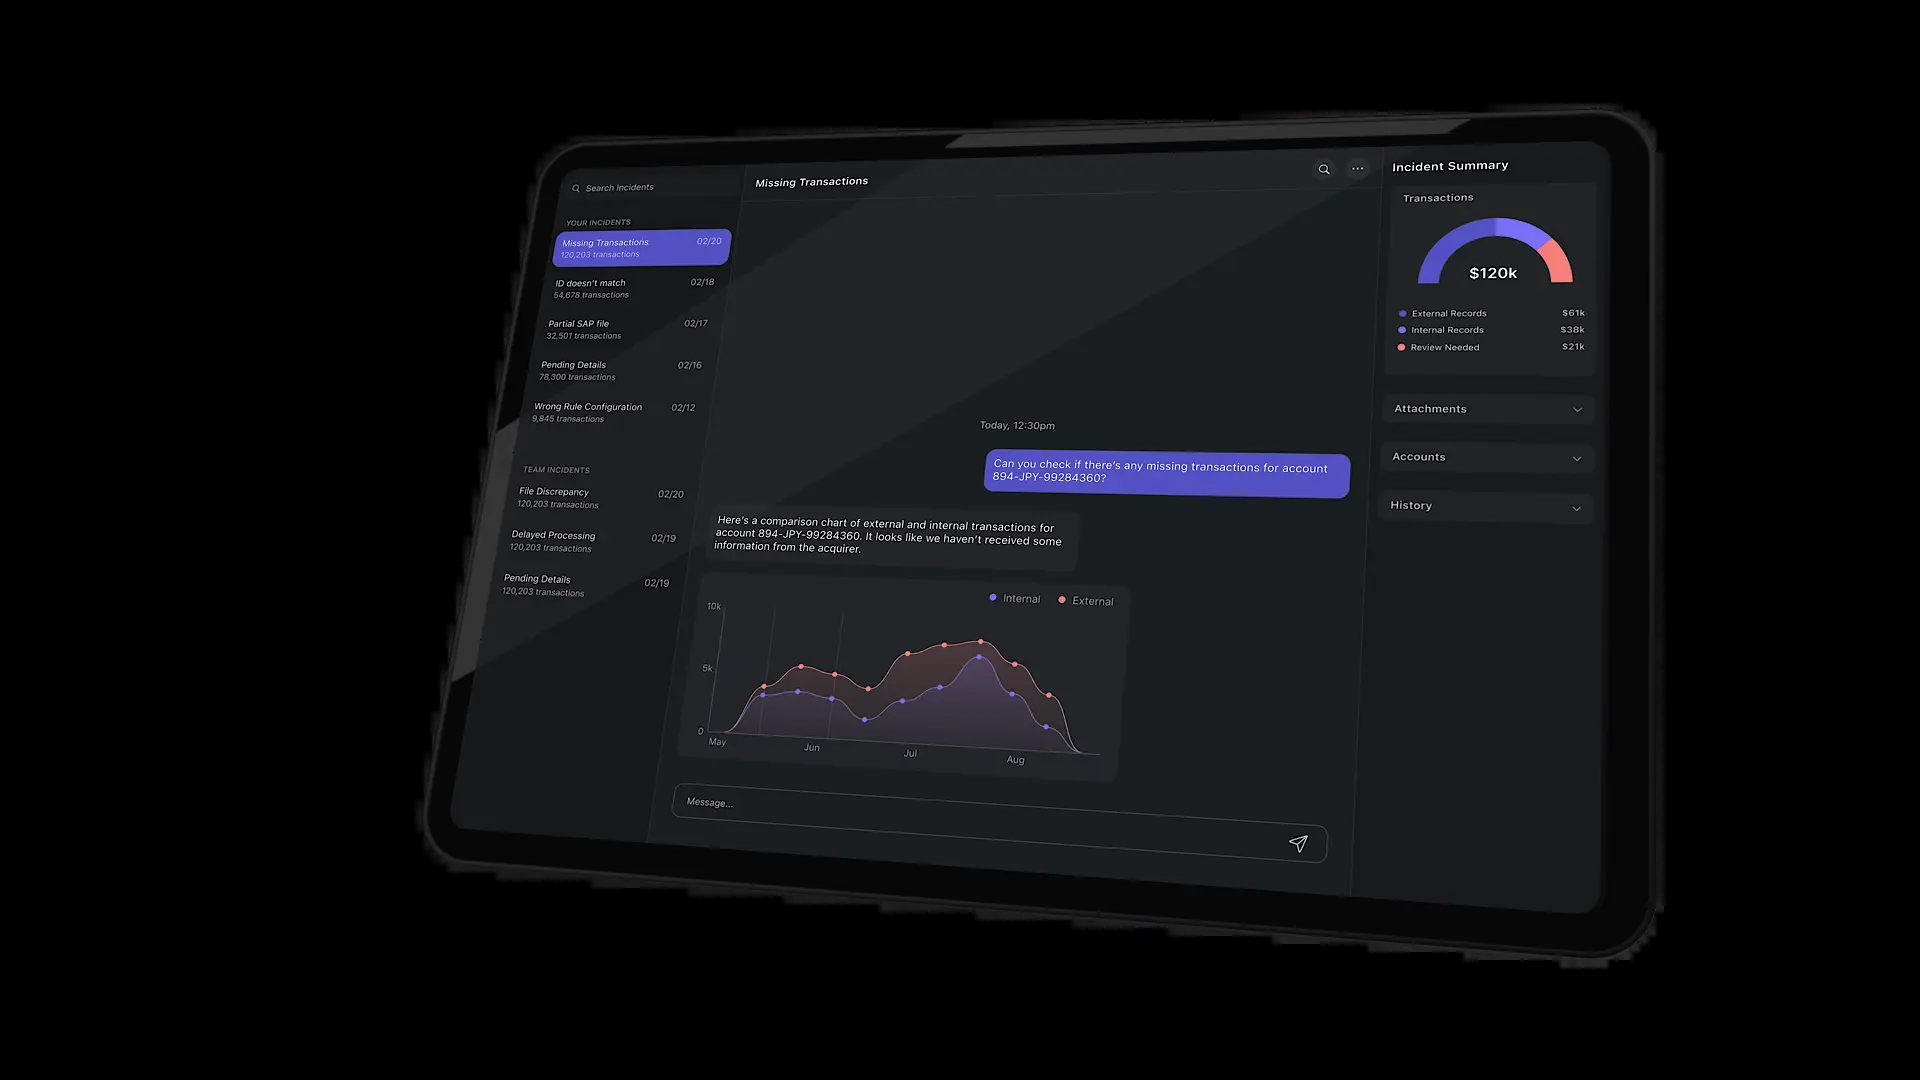 Search Incidents
YOUR INCIDENTS
Missing Transactions 02/20
120,203 transactions
ID doesn't match 02/18
54,678 transactions
Partial SAP file 02/17
32,501 transactions
Pending Details 02/16
78,300 transactions
Wrong Rule Configuration 02/12
9,845 transactions
TEAM INCIDENTS
File Discrepancy 02/20
120,203 transactions
Delayed Processing 02/19
120,203 transactions
Pending Details 02/19
120,203 transactions
Missing Transactions
Today, 12:30pm
Can you check if there's any missing transactions for account
894-JPY-99284360?
Here's a comparison chart of external and internal transactions for
account 894-JPY-99284360. It looks like we haven't received some
information from the acquirer.
Internal External
10k
5k
0
May Jun Jul Aug
Message...
Incident Summary
Transactions
$120k
External Records $61k
Internal Records $38k
Review Needed $21k
Attachments
Accounts
History